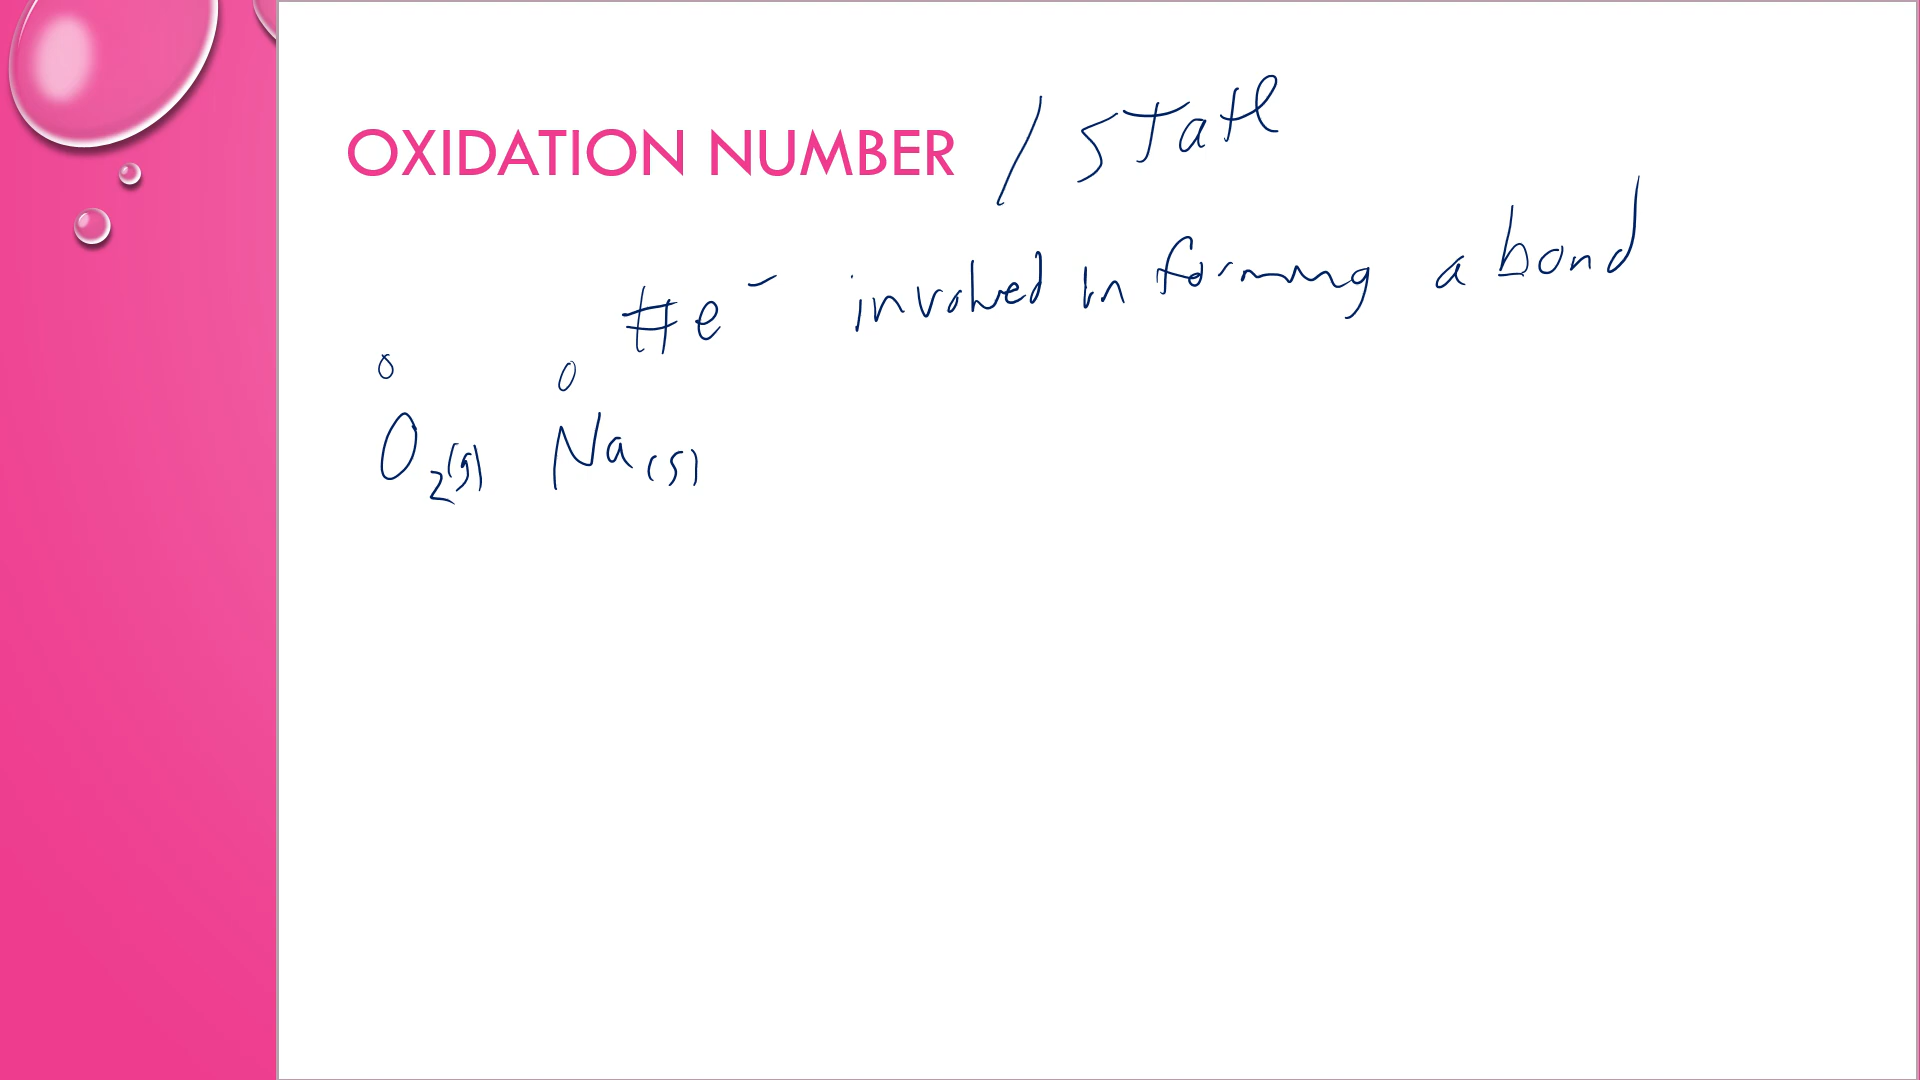 OXIDATION NUMBER / State
#e⁻ involved in forming a bond
0 0
O₂(g) Na(s)